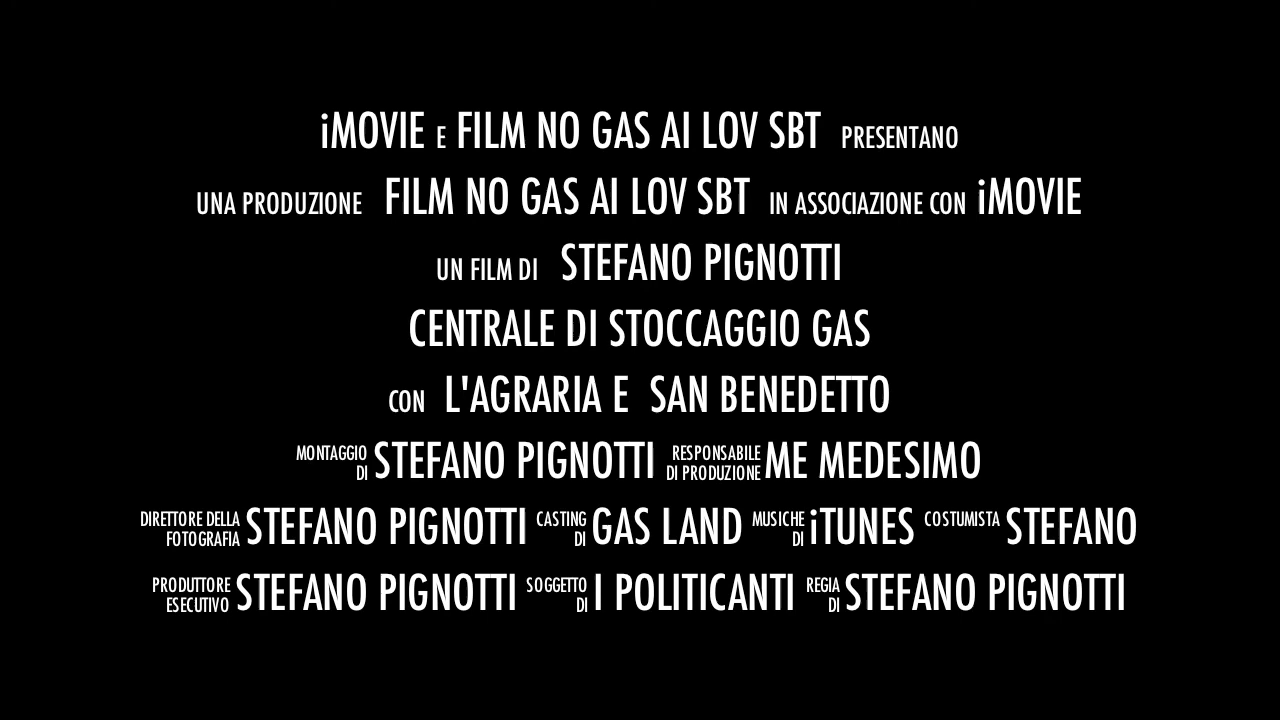 iMOVIE E FILM NO GAS AI LOV SBT PRESENTANO
UNA PRODUZIONE FILM NO GAS AI LOV SBT IN ASSOCIAZIONE CON iMOVIE
UN FILM DI STEFANO PIGNOTTI
CENTRALE DI STOCCAGGIO GAS
CON L'AGRARIA E SAN BENEDETTO
MONTAGGIO DI STEFANO PIGNOTTI RESPONSABILE DI PRODUZIONE ME MEDESIMO
DIRETTORE DELLA FOTOGRAFIA STEFANO PIGNOTTI CASTING DI GAS LAND MUSICHE DI iTUNES COSTUMISTA STEFANO
PRODUTTORE ESECUTIVO STEFANO PIGNOTTI SOGGETTO DI I POLITICANTI REGIA DI STEFANO PIGNOTTI